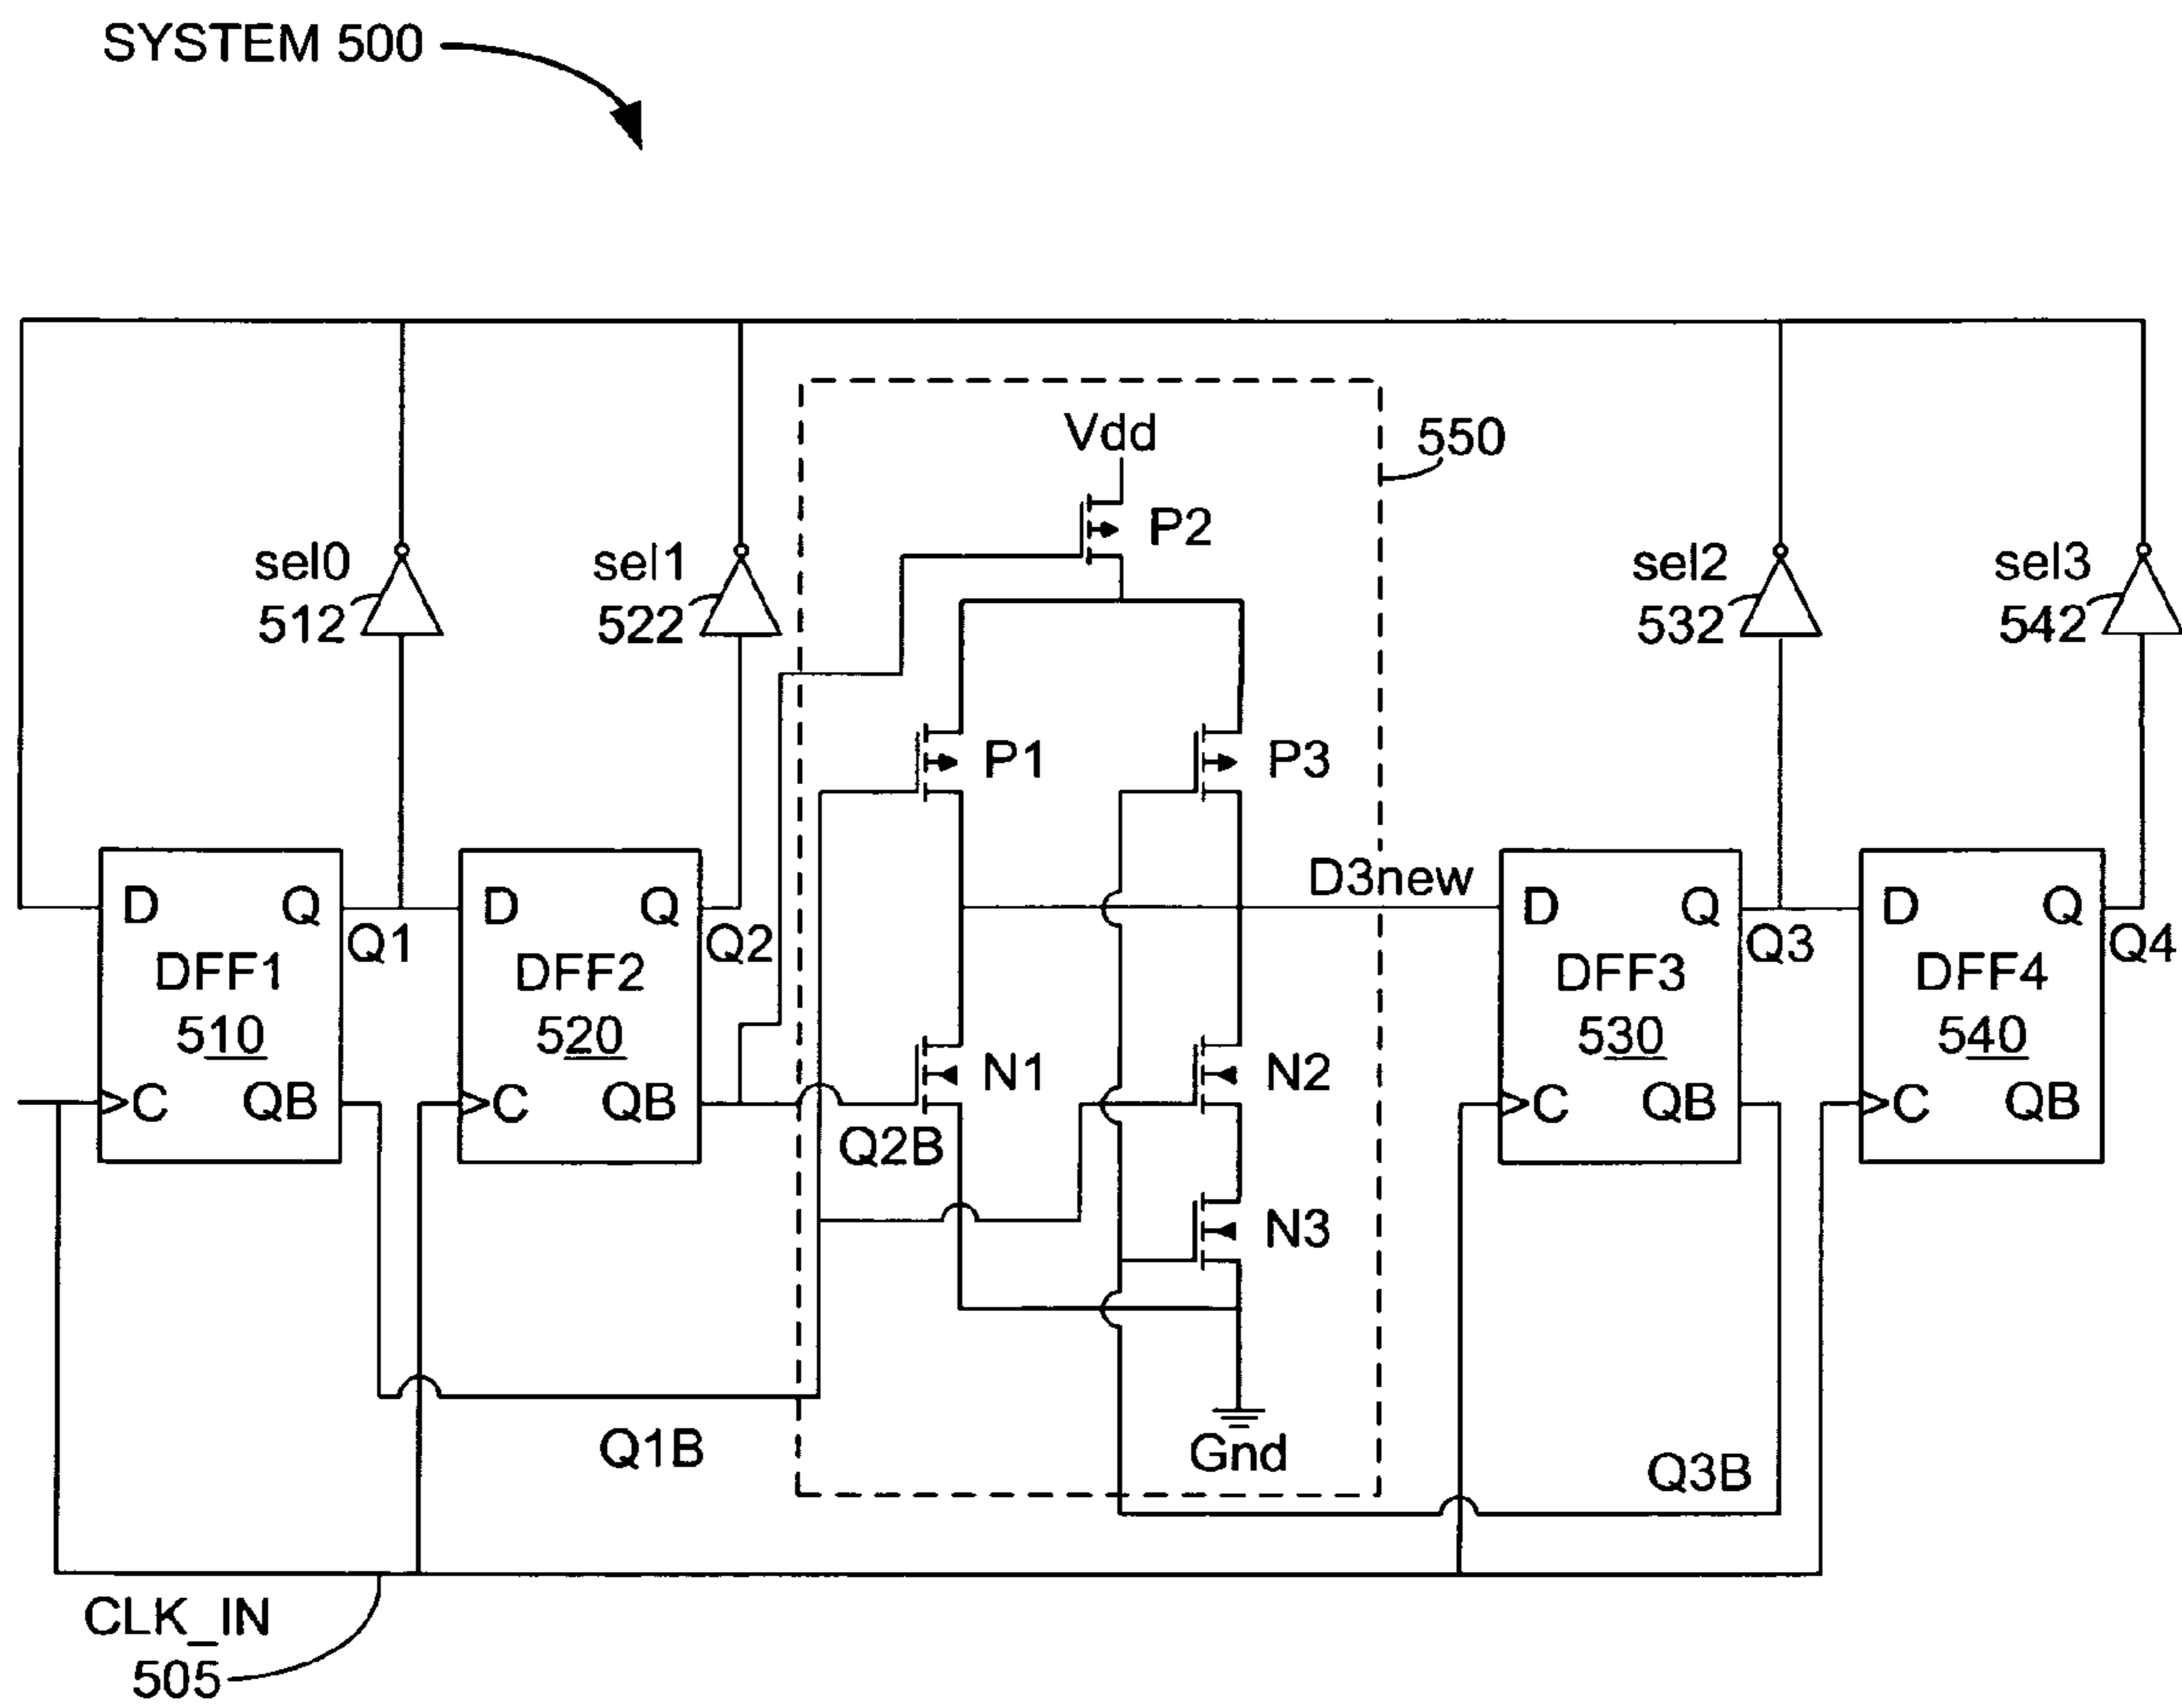 SYSTEM 500
Vdd
550
P2
sel0
512
sel1
522
sel2
532
sel3
542
P1
P3
D3new
D Q
DFF1
510
C QB
Q1
D Q
DFF2
520
C QB
Q2
D Q
DFF3
530
C QB
Q3
D Q
DFF4
540
C QB
Q4
N1
N2
Q2B
N3
Q1B
Gnd
Q3B
CLK_IN
505